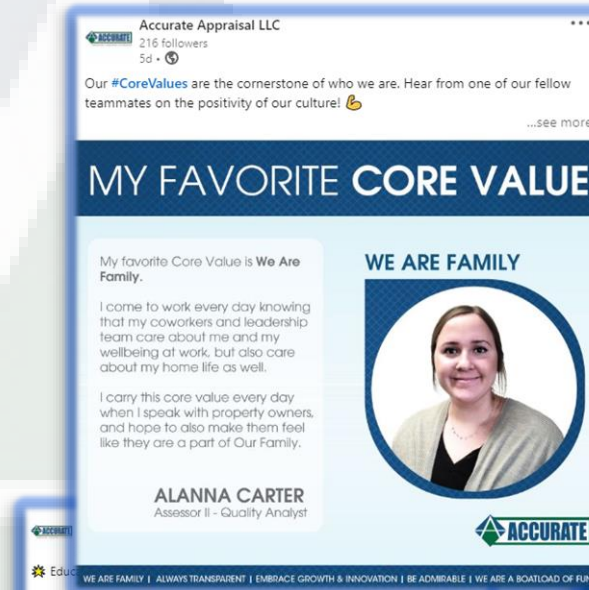 Accurate Appraisal LLC
216 followers
5d •
Our #CoreValues are the cornerstone of who we are. Hear from one of our fellow
teammates on the positivity of our culture!
...see more
MY FAVORITE CORE VALUE
My favorite Core Value is We Are
Family.
I come to work every day knowing
that my coworkers and leadership
team care about me and my
wellbeing at work, but also care
about my home life as well.
I carry this core value every day
when I speak with property owners,
and hope to also make them feel
like they are a part of Our Family.
ALANNA CARTER
Assessor II - Quality Analyst
WE ARE FAMILY
ACCURATE
WE ARE FAMILY | ALWAYS TRANSPARENT | EMBRACE GROWTH & INNOVATION | BE ADMIRABLE | WE ARE A BOATLOAD OF FUN
ACCURATE
Educ